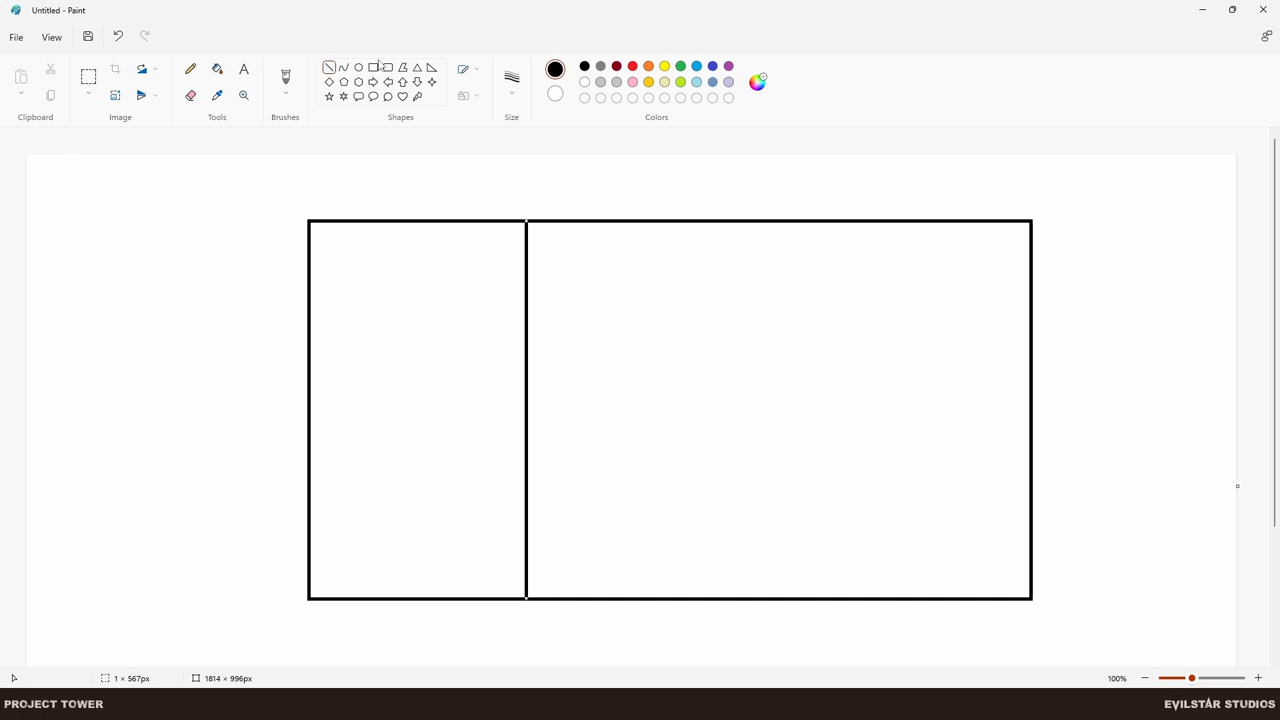 Untitled - Paint
File View
Clipboard Image Tools Brushes Shapes Size Colors
1 × 567px 1814 × 996px 100%
PROJECT TOWER EVILSTAR STUDIOS